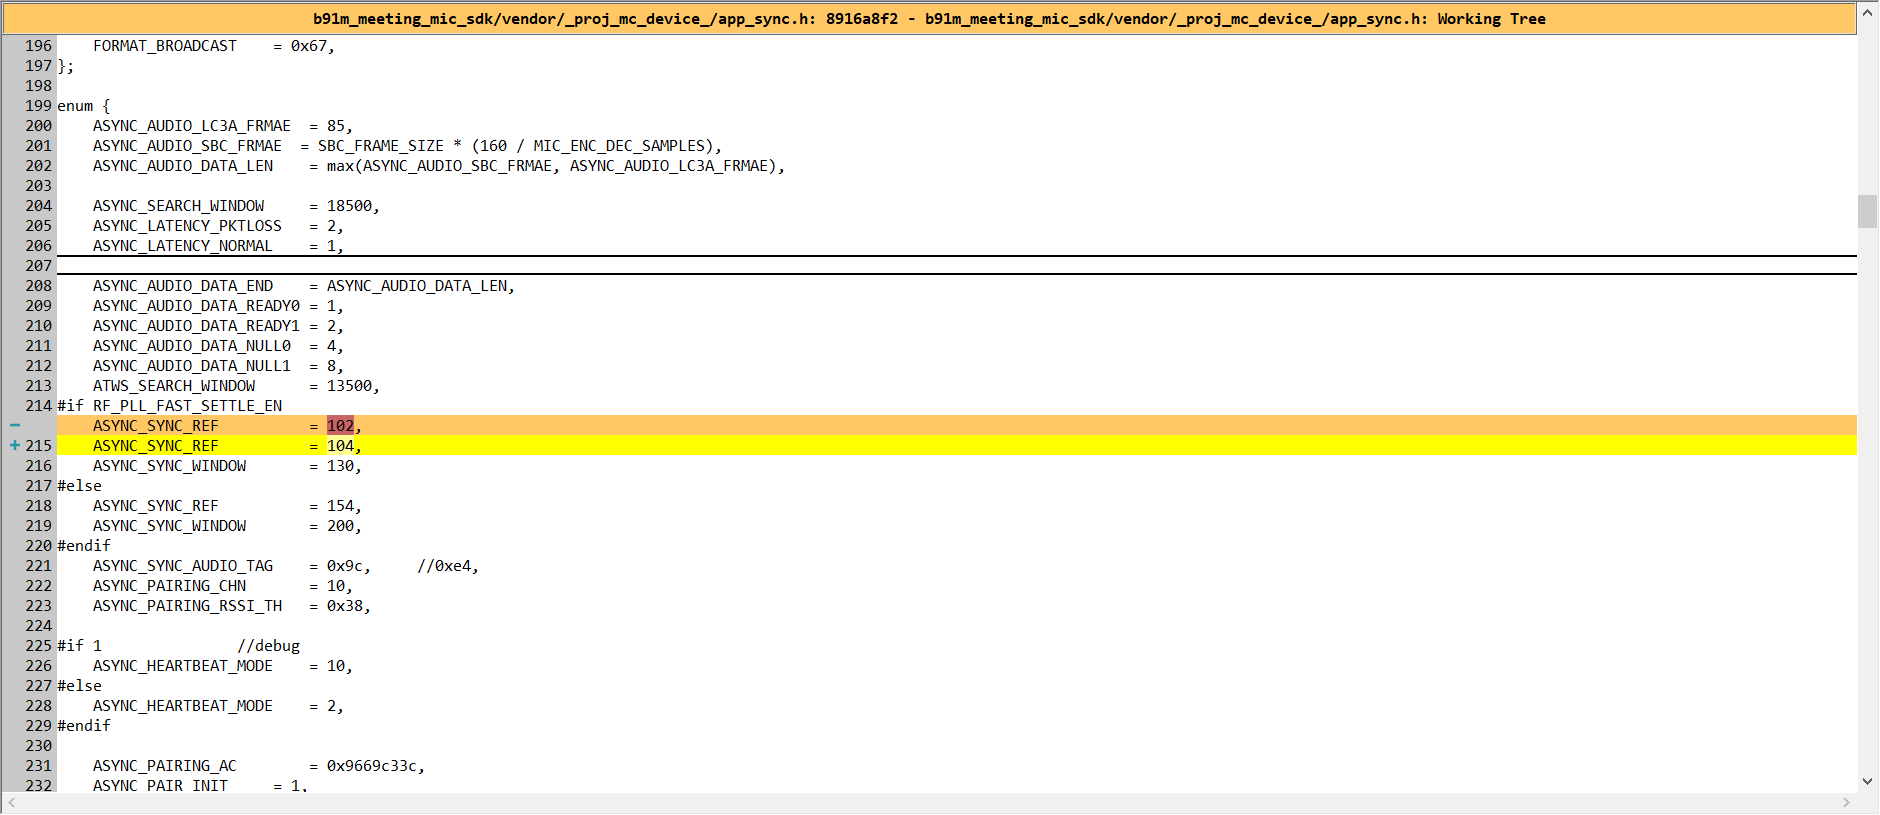 b91m_meeting_mic_sdk/vendor/_proj_mc_device_/app_sync.h: 8916a8f2 - b91m_meeting_mic_sdk/vendor/_proj_mc_device_/app_sync.h: Working Tree
196     FORMAT_BROADCAST    = 0x67,
197 };
198
199 enum {
200     ASYNC_AUDIO_LC3A_FRMAE  = 85,
201     ASYNC_AUDIO_SBC_FRMAE  = SBC_FRAME_SIZE * (160 / MIC_ENC_DEC_SAMPLES),
202     ASYNC_AUDIO_DATA_LEN    = max(ASYNC_AUDIO_SBC_FRMAE, ASYNC_AUDIO_LC3A_FRMAE),
203
204     ASYNC_SEARCH_WINDOW     = 18500,
205     ASYNC_LATENCY_PKTLOSS   = 2,
206     ASYNC_LATENCY_NORMAL    = 1,
207
208     ASYNC_AUDIO_DATA_END    = ASYNC_AUDIO_DATA_LEN,
209     ASYNC_AUDIO_DATA_READY0 = 1,
210     ASYNC_AUDIO_DATA_READY1 = 2,
211     ASYNC_AUDIO_DATA_NULL0  = 4,
212     ASYNC_AUDIO_DATA_NULL1  = 8,
213     ATWS_SEARCH_WINDOW      = 13500,
214 #if RF_PLL_FAST_SETTLE_EN
-     ASYNC_SYNC_REF          = 102,
+ 215     ASYNC_SYNC_REF          = 104,
216     ASYNC_SYNC_WINDOW       = 130,
217 #else
218     ASYNC_SYNC_REF          = 154,
219     ASYNC_SYNC_WINDOW       = 200,
220 #endif
221     ASYNC_SYNC_AUDIO_TAG    = 0x9c,     //0xe4,
222     ASYNC_PAIRING_CHN       = 10,
223     ASYNC_PAIRING_RSSI_TH   = 0x38,
224
225 #if 1               //debug
226     ASYNC_HEARTBEAT_MODE    = 10,
227 #else
228     ASYNC_HEARTBEAT_MODE    = 2,
229 #endif
230
231     ASYNC_PAIRING_AC        = 0x9669c33c,
232     ASYNC_PAIR_INIT     = 1,